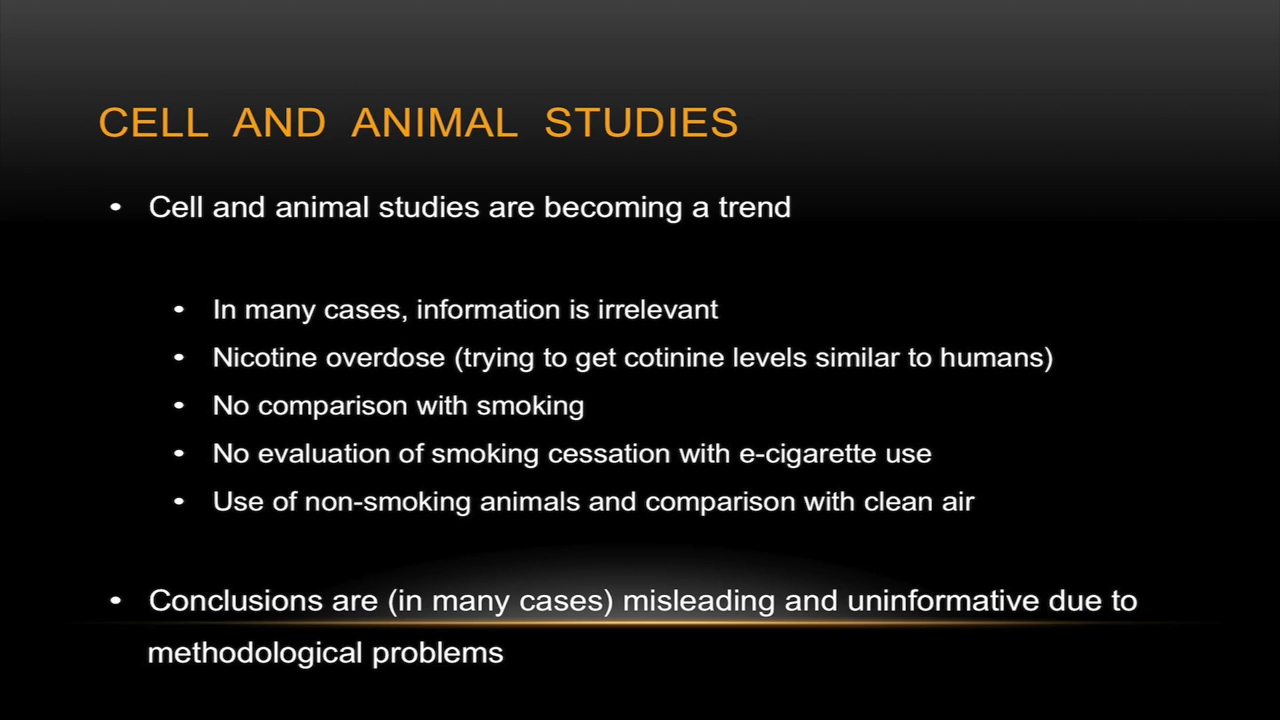 CELL AND ANIMAL STUDIES
• Cell and animal studies are becoming a trend
• In many cases, information is irrelevant
• Nicotine overdose (trying to get cotinine levels similar to humans)
• No comparison with smoking
• No evaluation of smoking cessation with e-cigarette use
• Use of non-smoking animals and comparison with clean air
• Conclusions are (in many cases) misleading and uninformative due to
methodological problems